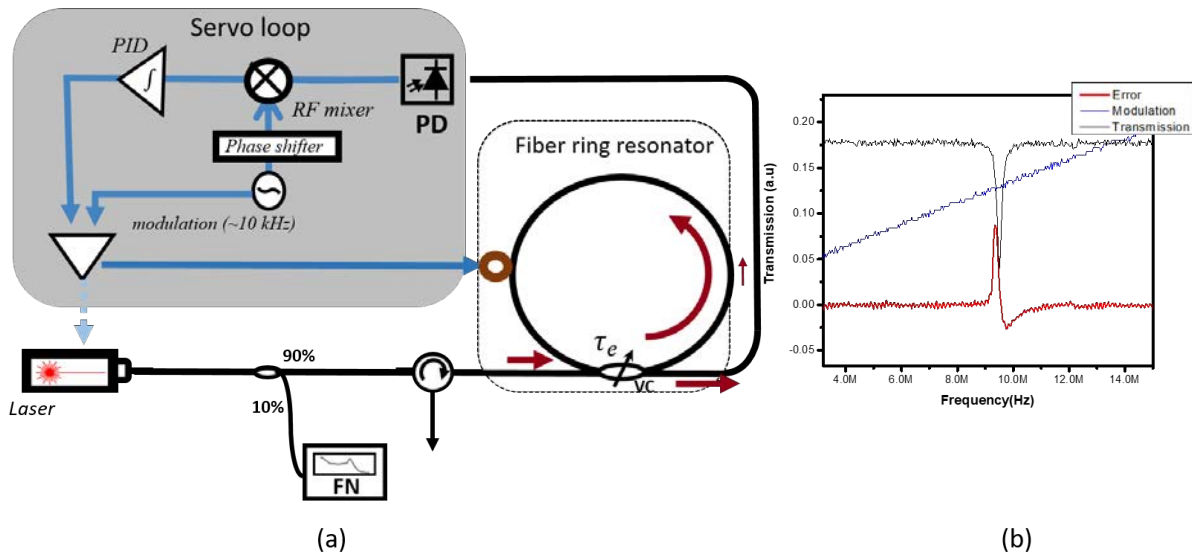 Servo loop
PID
RF mixer
PD
Phase shifter
modulation (~10 kHz)
Fiber ring resonator
τe
VC
Laser
90%
10%
FN
(a)
Error
Modulation
Transmission
Transmission (a.u)
0.20
0.15
0.10
0.05
0.00
-0.05
4.0M 6.0M 8.0M 10.0M 12.0M 14.0M
Frequency(Hz)
(b)